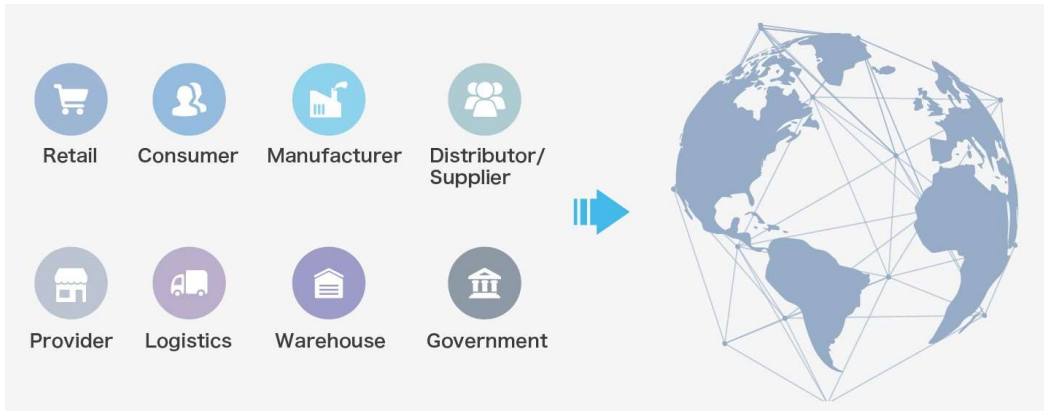 Retail
Consumer
Manufacturer
Distributor/
Supplier
Provider
Logistics
Warehouse
Government